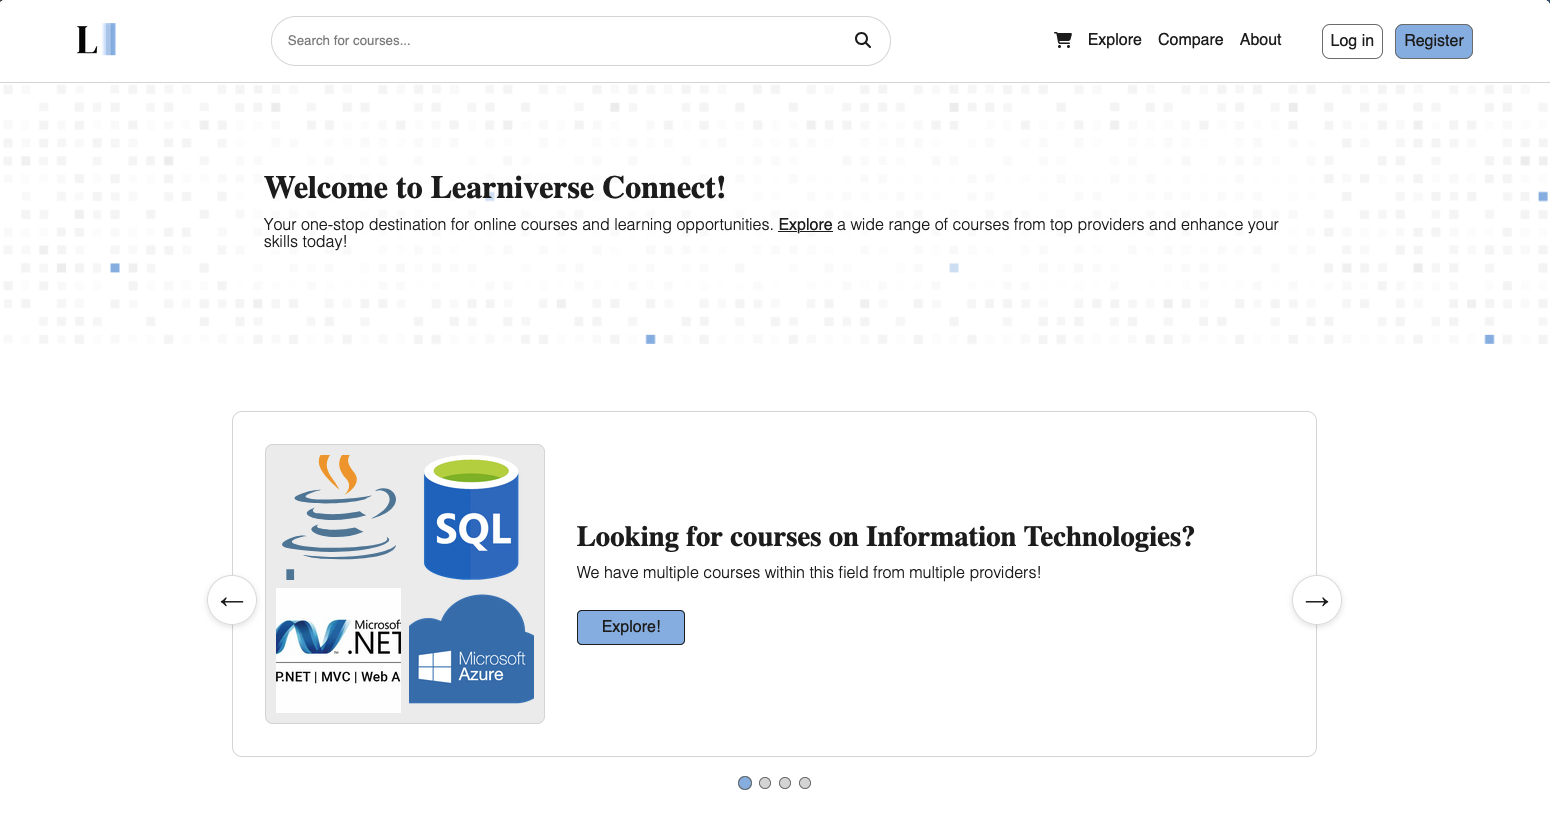 L
Search for courses...
Explore
Compare
About
Log in
Register
Welcome to Learniverse Connect!
Your one-stop destination for online courses and learning opportunities. Explore a wide range of courses from top providers and enhance your
skills today!
SQL
Microsof
.NET
P.NET | MVC | Web A
Microsoft
Azure
Looking for courses on Information Technologies?
We have multiple courses within this field from multiple providers!
Explore!